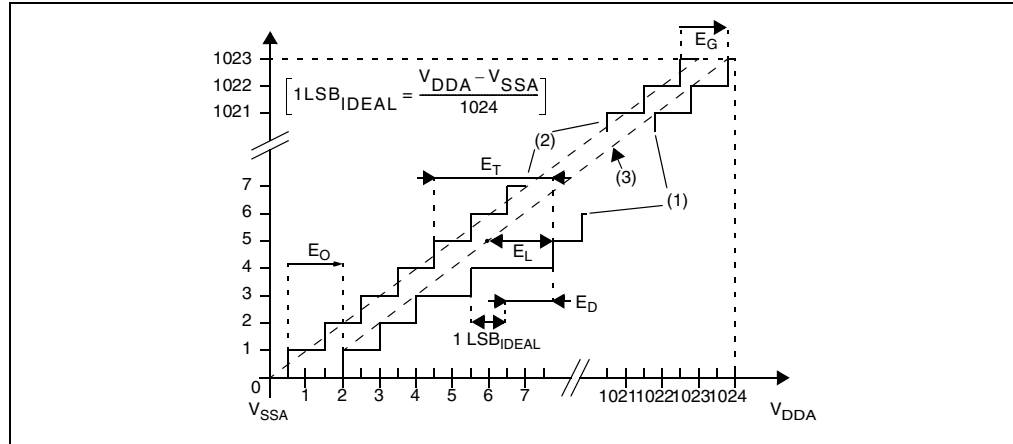 E_G
1023
1022
1021
[1LSB_IDEAL = (V_DDA – V_SSA) / 1024]
(2)
(3)
(1)
E_T
7
6
5
4
3
2
1
0
E_O
E_L
E_D
1 LSB_IDEAL
1 2 3 4 5 6 7 1021 1022 1023 1024
V_SSA
V_DDA